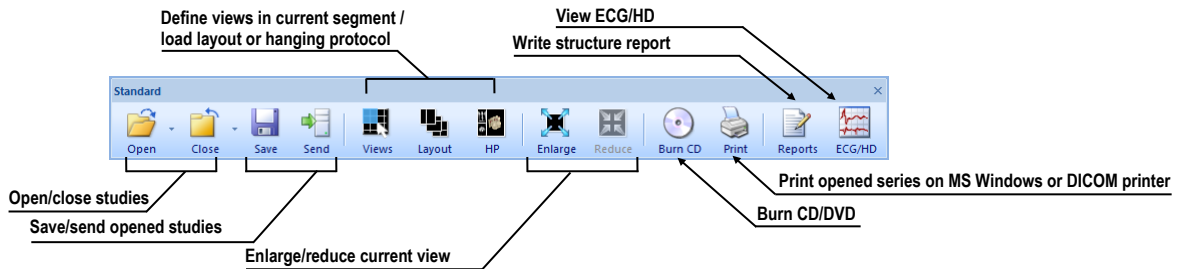 Define views in current segment /
load layout or hanging protocol
View ECG/HD
Write structure report
Standard
Open
Close
Save
Send
Views
Layout
HP
Enlarge
Reduce
Burn CD
Print
Reports
ECG/HD
Open/close studies
Save/send opened studies
Enlarge/reduce current view
Burn CD/DVD
Print opened series on MS Windows or DICOM printer